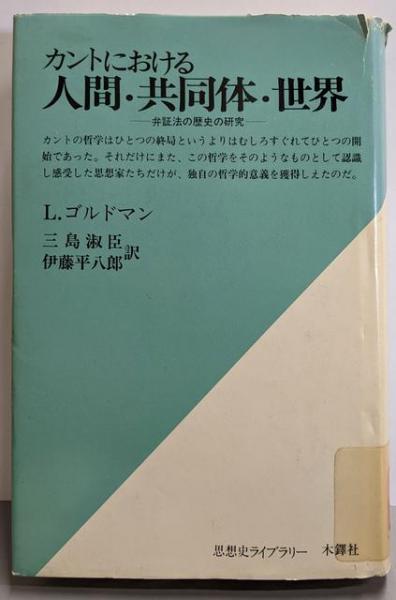 カントにおける
人間・共同体・世界
——弁証法の歴史の研究——
カントの哲学はひとつの終局というよりはむしろすぐれてひとつの開
始であった。それだけにまた、この哲学をそのようなものとして認識
し感受した思想家たちだけが、独自の哲学的意義を獲得しえたのだ。
L.ゴルドマン
三島淑臣
伊藤平八郎 訳
思想史ライブラリー 木鐸社